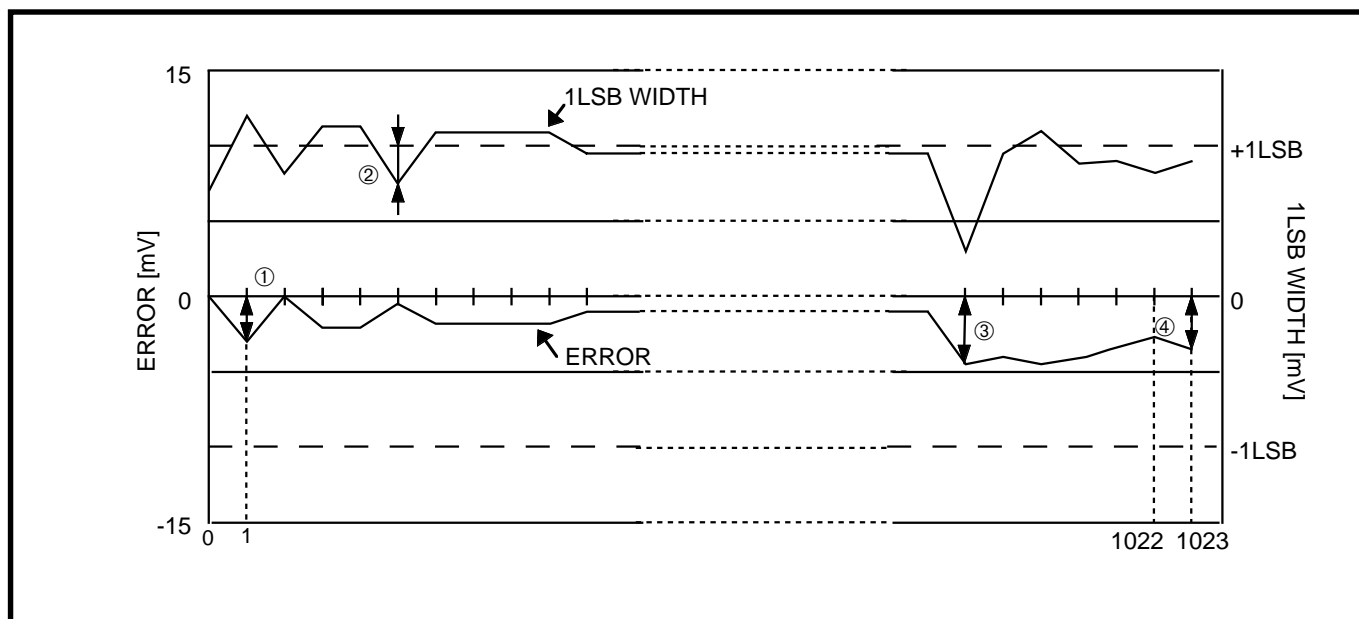 15
1LSB WIDTH
+1LSB
②
ERROR [mV]
1LSB WIDTH [mV]
①
0
0
③
④
ERROR
-1LSB
-15
0
1
1022
1023